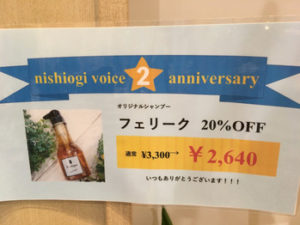 nishiogi voice 2 anniversary
オリジナルシャンプー
フェリーク 20%OFF
通常 ¥3,300→ ¥2,640
いつもありがとうございます!!!